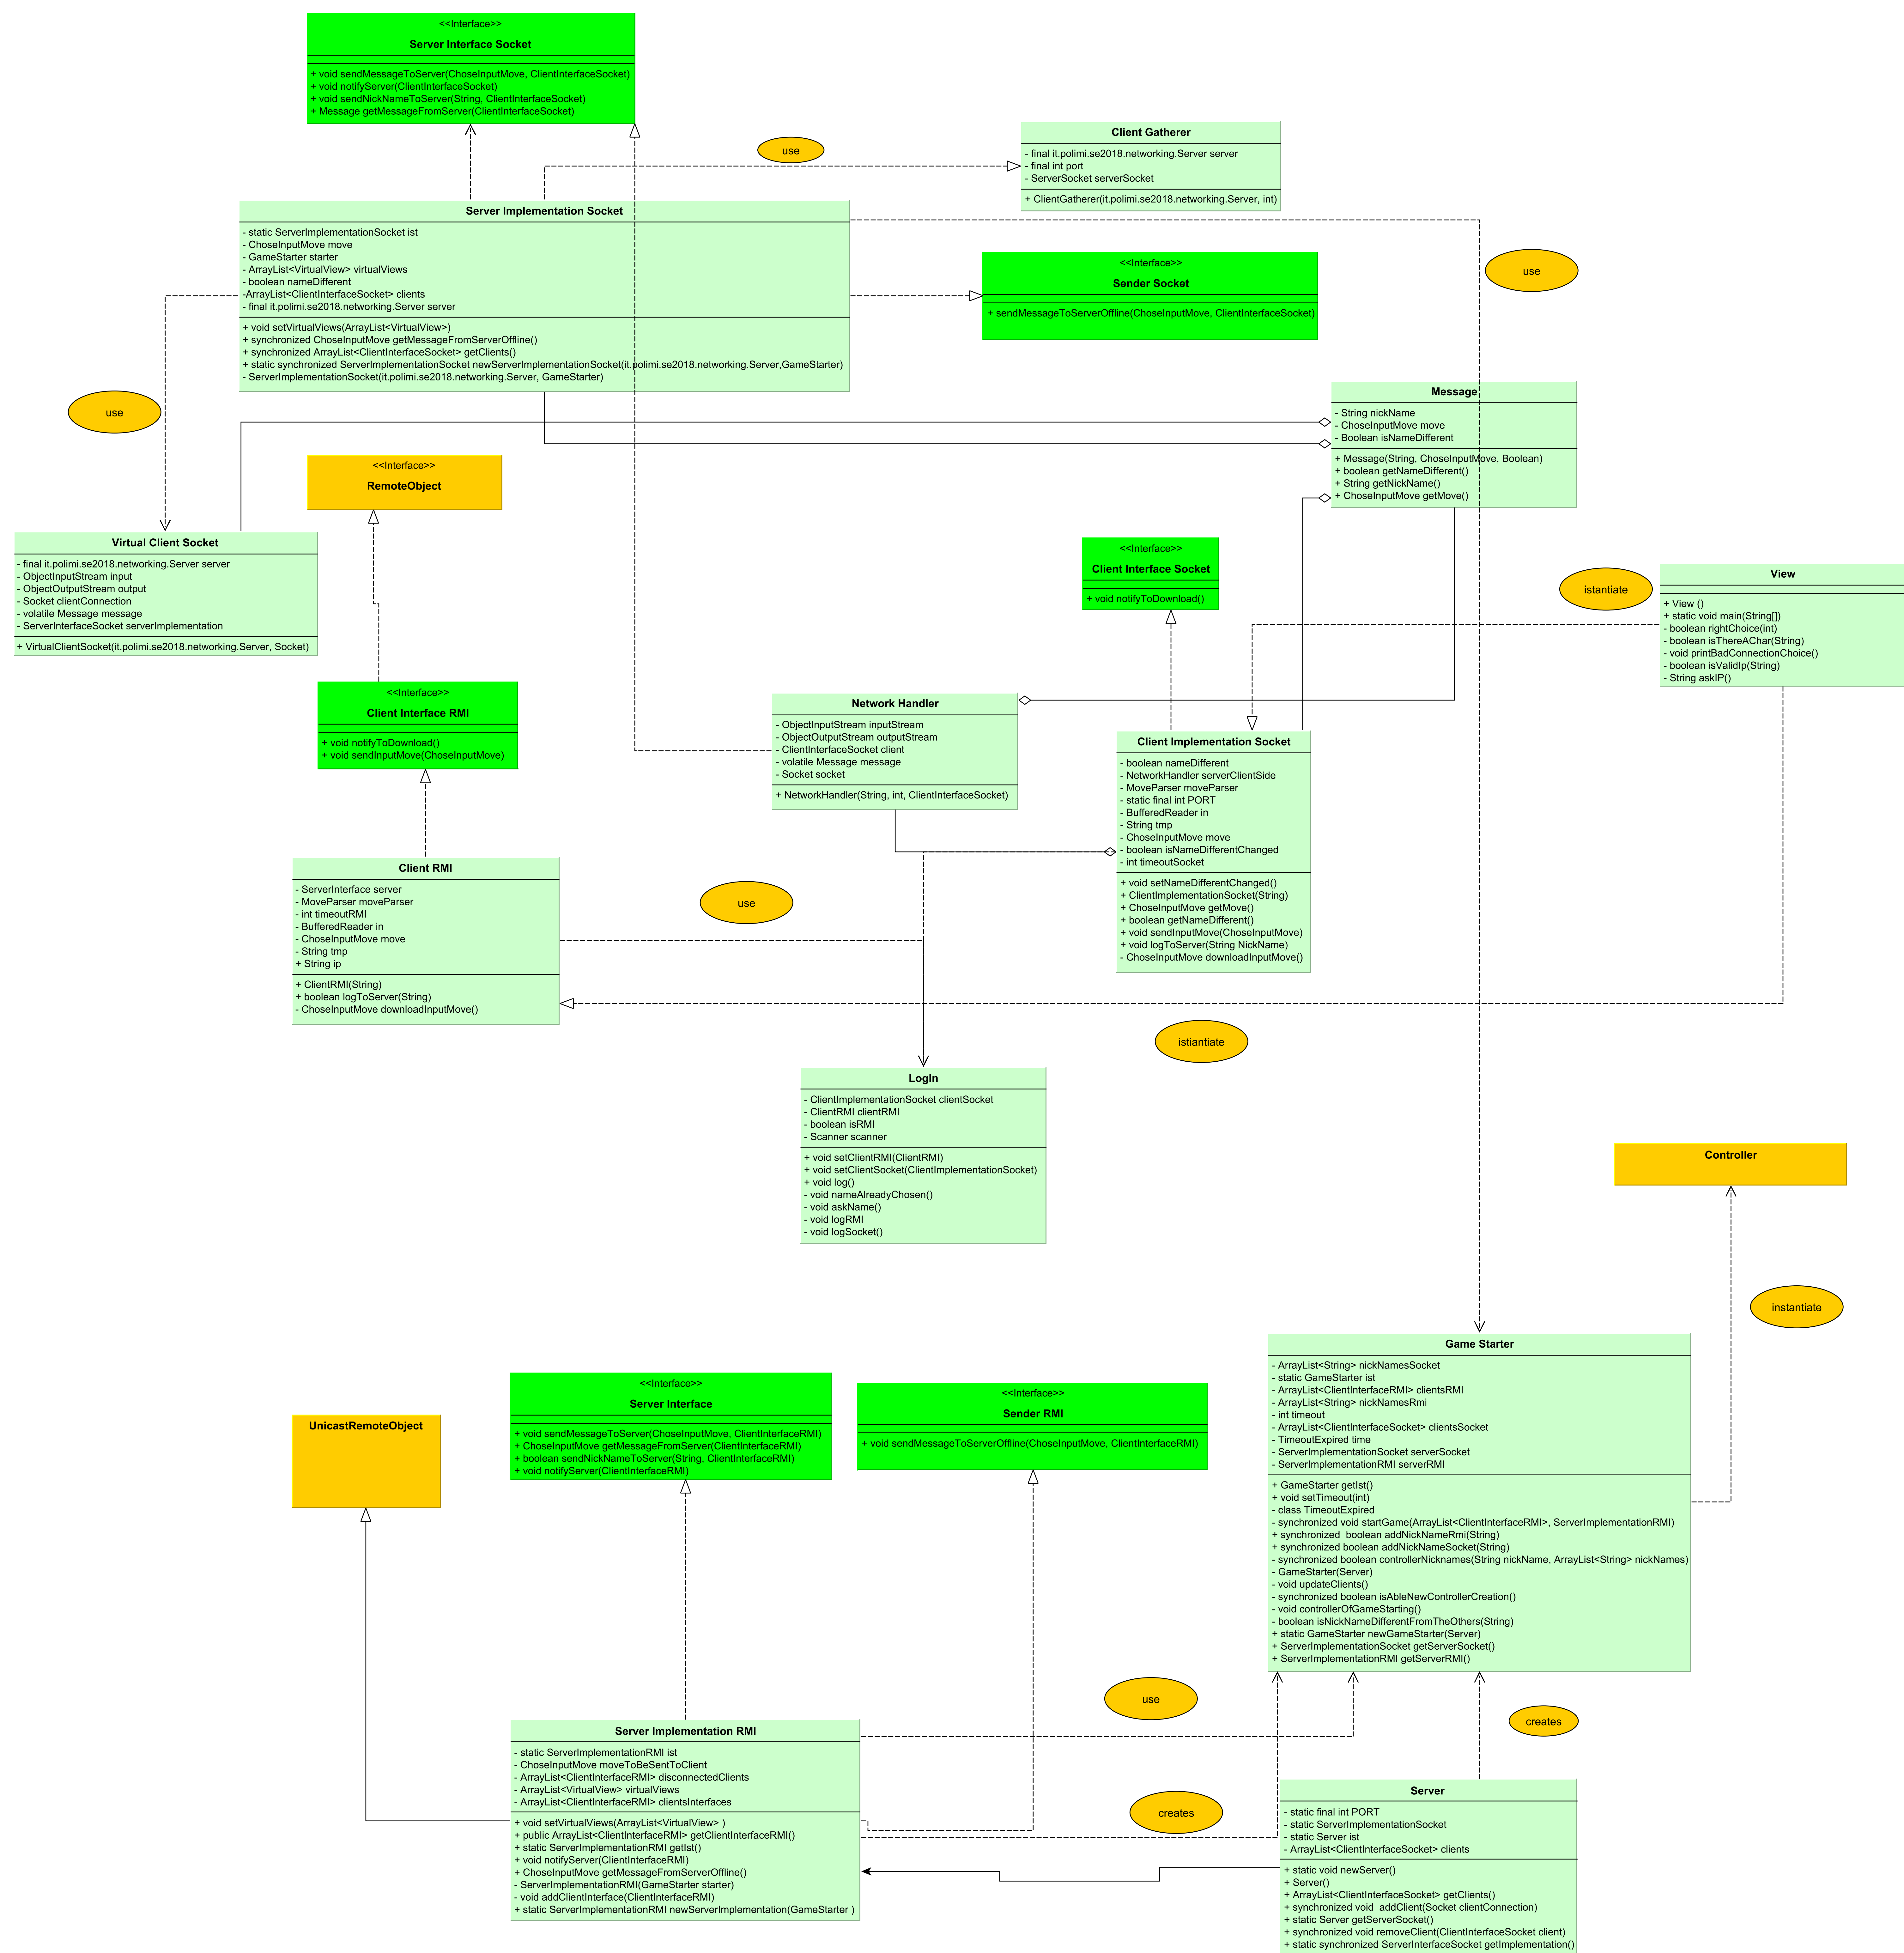 <<Interface>>
Server Interface Socket
+ void sendMessageToServer(ChoseInputMove, ClientInterfaceSocket)
+ void notifyServer(ClientInterfaceSocket)
+ void sendNickNameToServer(String, ClientInterfaceSocket)
+ Message getMessageFromServer(ClientInterfaceSocket)
use
Client Gatherer
- final it.polimi.se2018.networking.Server server
- final int port
- ServerSocket serverSocket
+ ClientGatherer(it.polimi.se2018.networking.Server, int)
Server Implementation Socket
- static ServerImplementationSocket ist
- ChoseInputMove move
- GameStarter starter
- ArrayList<VirtualView> virtualViews
- boolean nameDifferent
-ArrayList<ClientInterfaceSocket> clients
- final it.polimi.se2018.networking.Server server
+ void setVirtualViews(ArrayList<VirtualView>)
+ synchronized ChoseInputMove getMessageFromServerOffline()
+ synchronized ArrayList<ClientInterfaceSocket> getClients()
+ static synchronized ServerImplementationSocket newServerImplementationSocket(it.polimi.se2018.networking.Server,GameStarter)
- ServerImplementationSocket(it.polimi.se2018.networking.Server, GameStarter)
<<Interface>>
Sender Socket
+ sendMessageToServerOffline(ChoseInputMove, ClientInterfaceSocket)
use
use
Message
- String nickName
- ChoseInputMove move
- Boolean isNameDifferent
+ Message(String, ChoseInputMove, Boolean)
+ boolean getNameDifferent()
+ String getNickName()
+ ChoseInputMove getMove()
<<Interface>>
RemoteObject
Virtual Client Socket
- final it.polimi.se2018.networking.Server server
- ObjectInputStream input
- ObjectOutputStream output
- Socket clientConnection
- volatile Message message
- ServerInterfaceSocket serverImplementation
+ VirtualClientSocket(it.polimi.se2018.networking.Server, Socket)
<<Interface>>
Client Interface Socket
+ void notifyToDownload()
istantiate
View
+ View ()
+ static void main(String[])
- boolean rightChoice(int)
- boolean isThereAChar(String)
- void printBadConnectionChoice()
- boolean isValidIp(String)
- String askIP()
<<Interface>>
Client Interface RMI
+ void notifyToDownload()
+ void sendInputMove(ChoseInputMove)
Network Handler
- ObjectInputStream inputStream
- ObjectOutputStream outputStream
- ClientInterfaceSocket client
- volatile Message message
- Socket socket
+ NetworkHandler(String, int, ClientInterfaceSocket)
Client Implementation Socket
- boolean nameDifferent
- NetworkHandler serverClientSide
- MoveParser moveParser
- static final int PORT
- BufferedReader in
- String tmp
- ChoseInputMove move
- boolean isNameDifferentChanged
- int timeoutSocket
+ void setNameDifferentChanged()
+ ClientImplementationSocket(String)
+ ChoseInputMove getMove()
+ boolean getNameDifferent()
+ void sendInputMove(ChoseInputMove)
+ void logToServer(String NickName)
- ChoseInputMove downloadInputMove()
Client RMI
- ServerInterface server
- MoveParser moveParser
- int timeoutRMI
- BufferedReader in
- ChoseInputMove move
- String tmp
+ String ip
+ ClientRMI(String)
+ boolean logToServer(String)
- ChoseInputMove downloadInputMove()
use
istiantiate
LogIn
- ClientImplementationSocket clientSocket
- ClientRMI clientRMI
- boolean isRMI
- Scanner scanner
+ void setClientRMI(ClientRMI)
+ void setClientSocket(ClientImplementationSocket)
+ void log()
- void nameAlreadyChosen()
- void askName()
- void logRMI
- void logSocket()
Controller
instantiate
Game Starter
- ArrayList<String> nickNamesSocket
- static GameStarter ist
- ArrayList<ClientInterfaceRMI> clientsRMI
- ArrayList<String> nickNamesRmi
- int timeout
- ArrayList<ClientInterfaceSocket> clientsSocket
- TimeoutExpired time
- ServerImplementationSocket serverSocket
- ServerImplementationRMI serverRMI
+ GameStarter getIst()
+ void setTimeout(int)
- class TimeoutExpired
- synchronized void startGame(ArrayList<ClientInterfaceRMI>, ServerImplementationRMI)
+ synchronized  boolean addNickNameRmi(String)
+ synchronized boolean addNickNameSocket(String)
- synchronized boolean controllerNicknames(String nickName, ArrayList<String> nickNames)
- GameStarter(Server)
- void updateClients()
- synchronized boolean isAbleNewControllerCreation()
- void controllerOfGameStarting()
- boolean isNickNameDifferentFromTheOthers(String)
+ static GameStarter newGameStarter(Server)
+ ServerImplementationSocket getServerSocket()
+ ServerImplementationRMI getServerRMI()
UnicastRemoteObject
<<Interface>>
Server Interface
+ void sendMessageToServer(ChoseInputMove, ClientInterfaceRMI)
+ ChoseInputMove getMessageFromServer(ClientInterfaceRMI)
+ boolean sendNickNameToServer(String, ClientInterfaceRMI)
+ void notifyServer(ClientInterfaceRMI)
<<Interface>>
Sender RMI
+ void sendMessageToServerOffline(ChoseInputMove, ClientInterfaceRMI)
use
creates
Server Implementation RMI
- static ServerImplementationRMI ist
- ChoseInputMove moveToBeSentToClient
- ArrayList<ClientInterfaceRMI> disconnectedClients
- ArrayList<VirtualView> virtualViews
- ArrayList<ClientInterfaceRMI> clientsInterfaces
+ void setVirtualViews(ArrayList<VirtualView> )
+ public ArrayList<ClientInterfaceRMI> getClientInterfaceRMI()
+ static ServerImplementationRMI getIst()
+ void notifyServer(ClientInterfaceRMI)
+ ChoseInputMove getMessageFromServerOffline()
- ServerImplementationRMI(GameStarter starter)
- void addClientInterface(ClientInterfaceRMI)
+ static ServerImplementationRMI newServerImplementation(GameStarter )
creates
Server
- static final int PORT
- static ServerImplementationSocket
- static Server ist
- ArrayList<ClientInterfaceSocket> clients
+ static void newServer()
+ Server()
+ ArrayList<ClientInterfaceSocket> getClients()
+ synchronized void  addClient(Socket clientConnection)
+ static Server getServerSocket()
+ synchronized void removeClient(ClientInterfaceSocket client)
+ static synchronized ServerInterfaceSocket getImplementation()